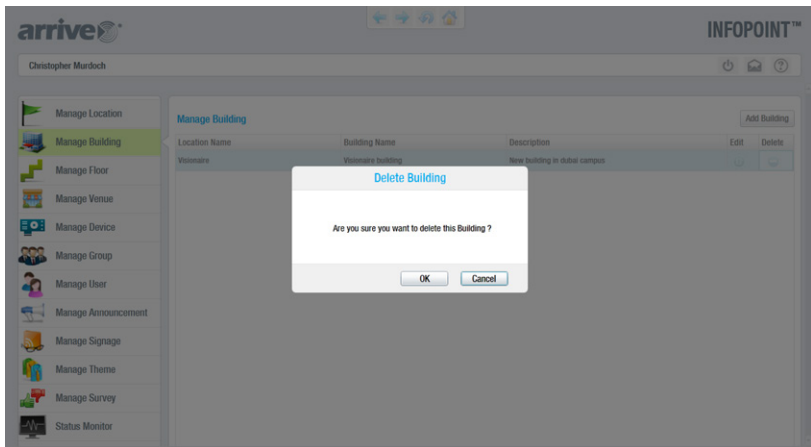 arrive
INFOPOINT™
Christopher Murdoch
Manage Location
Manage Building
Manage Floor
Manage Venue
Manage Device
Manage Group
Manage User
Manage Announcement
Manage Signage
Manage Theme
Manage Survey
Status Monitor
Manage Building
Add Building
Location Name Building Name Description Edit Delete
Visionaire Visionaire building New building in dubai campus
Delete Building
Are you sure you want to delete this Building ?
OK Cancel